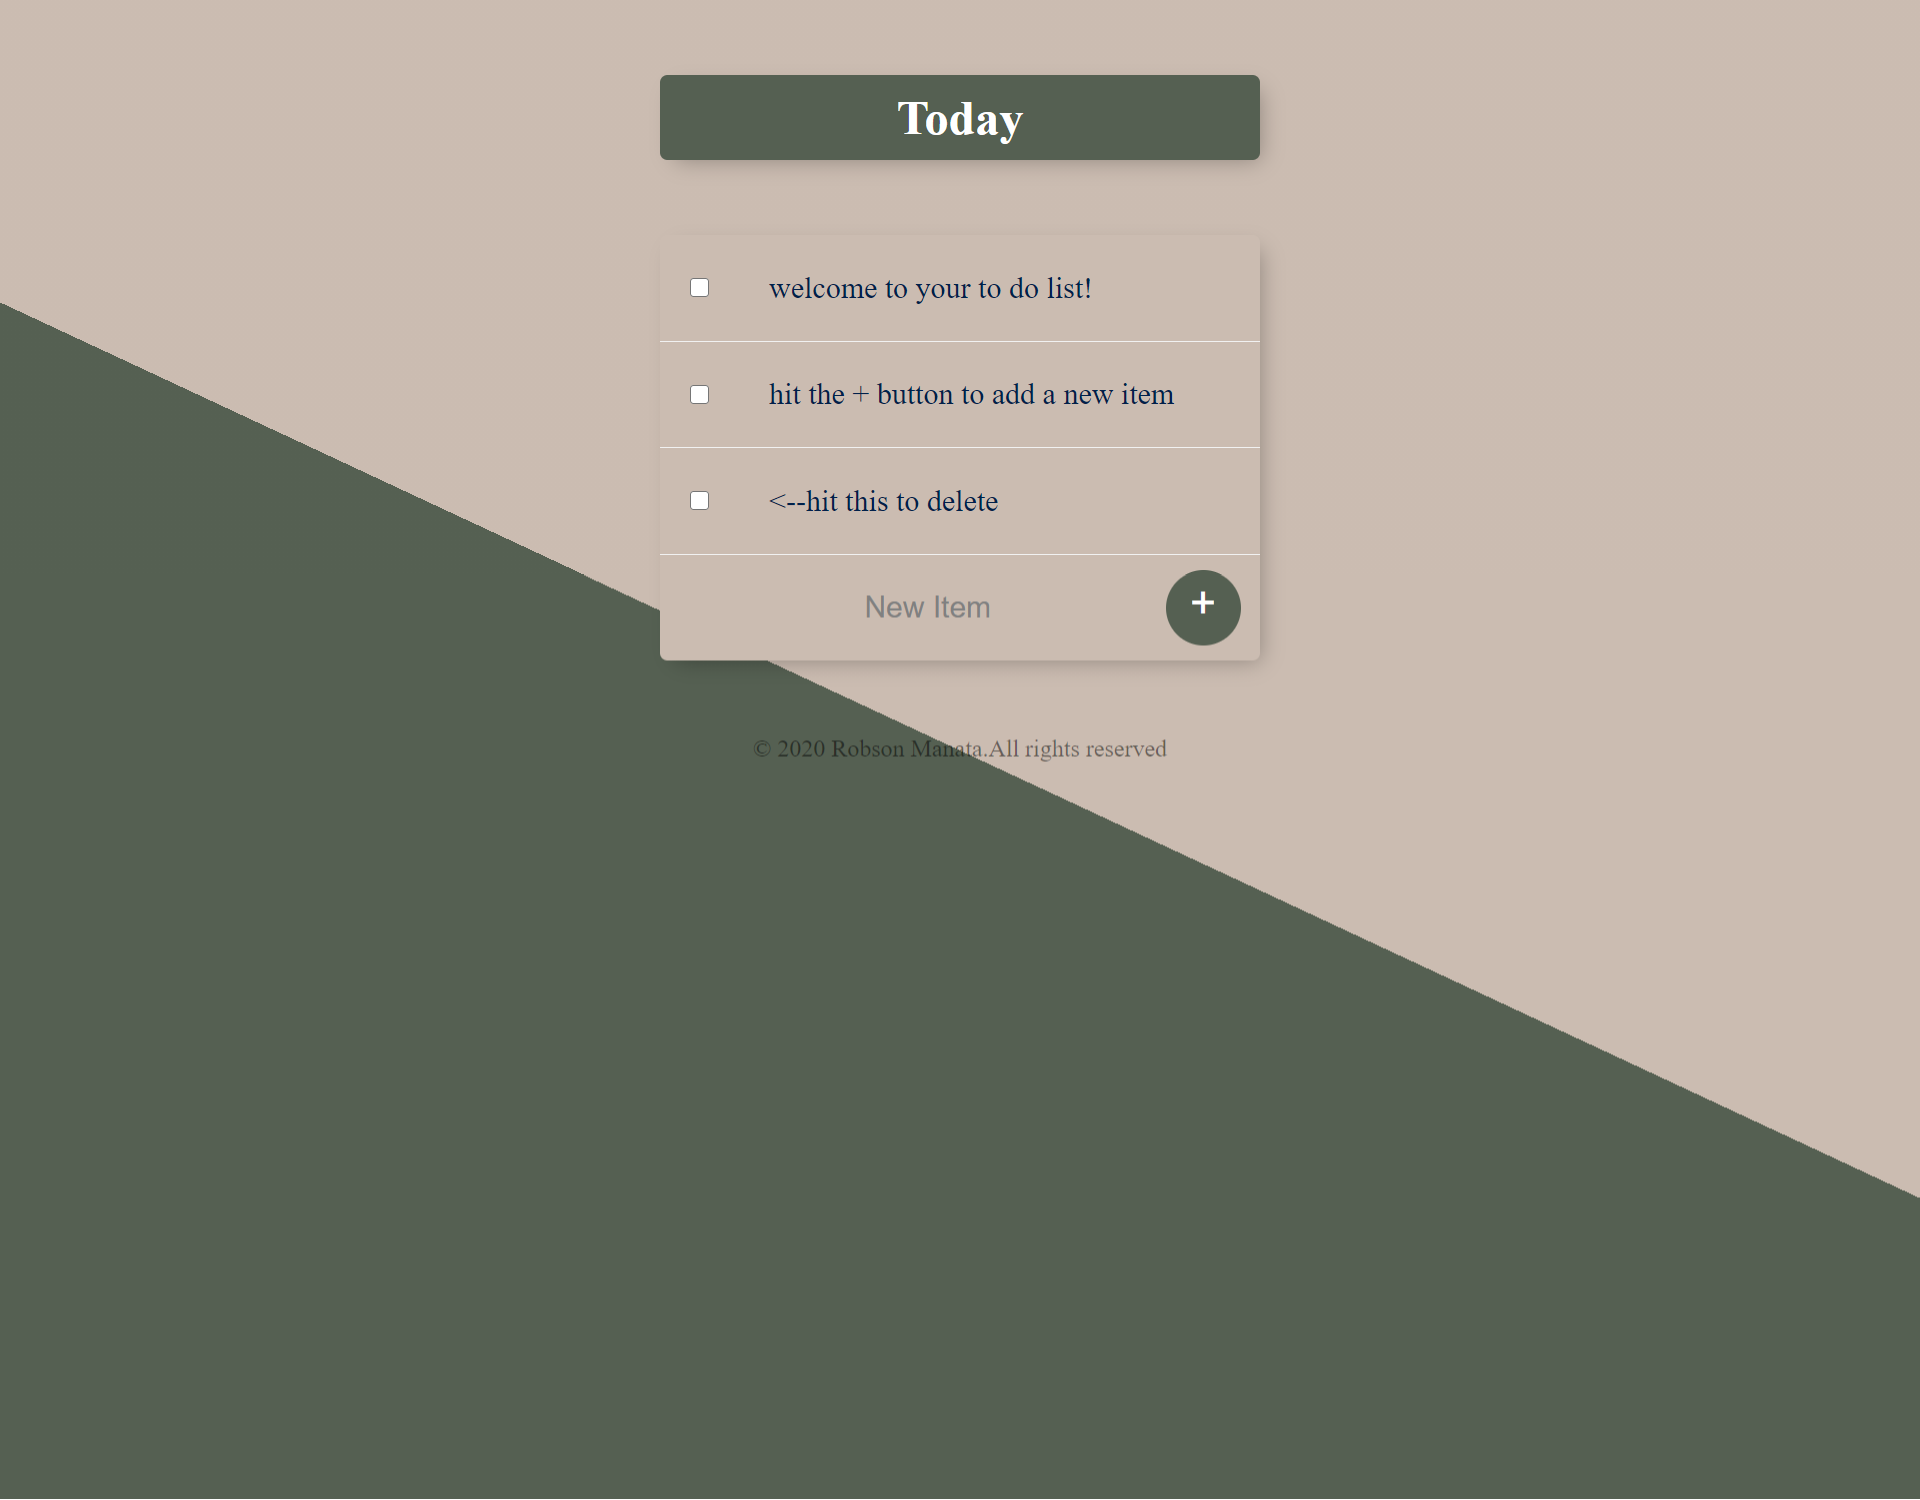 Today
welcome to your to do list!
hit the + button to add a new item
<--hit this to delete
New Item
+
© 2020 Robson Manata.All rights reserved